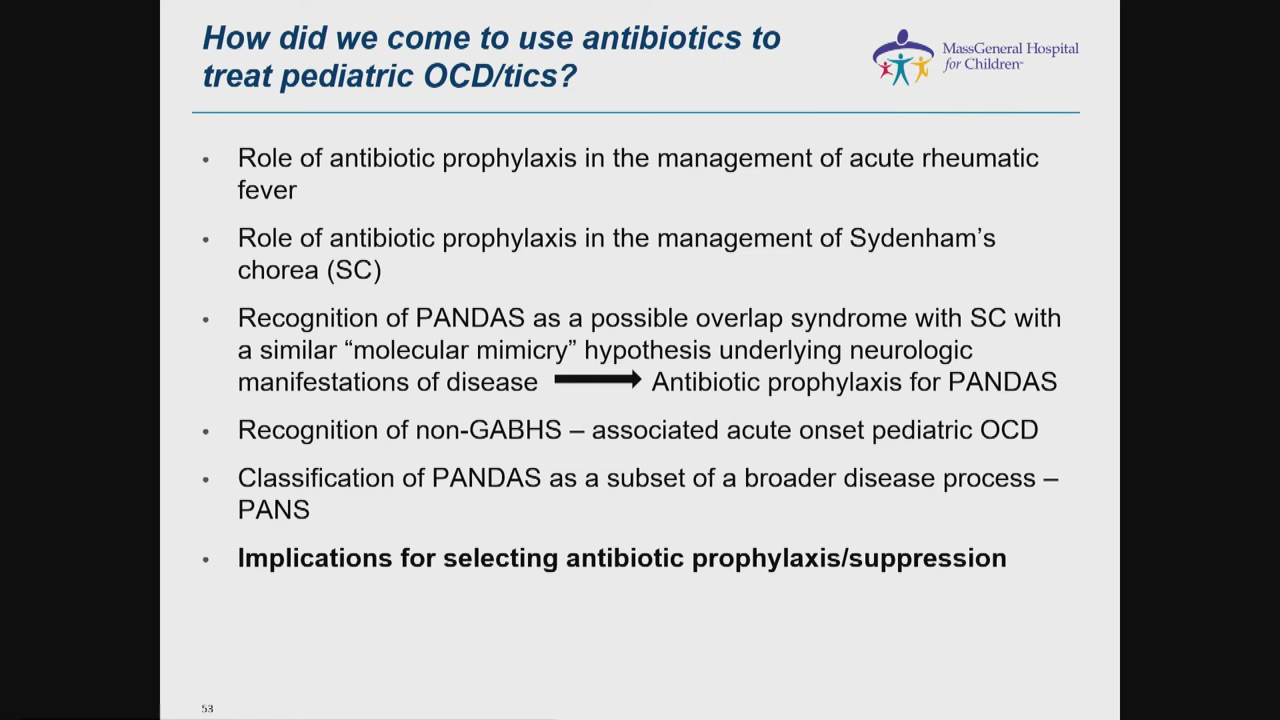 How did we come to use antibiotics to
treat pediatric OCD/tics?
MassGeneral Hospital
for Children™
• Role of antibiotic prophylaxis in the management of acute rheumatic
fever
• Role of antibiotic prophylaxis in the management of Sydenham’s
chorea (SC)
• Recognition of PANDAS as a possible overlap syndrome with SC with
a similar “molecular mimicry” hypothesis underlying neurologic
manifestations of disease Antibiotic prophylaxis for PANDAS
• Recognition of non-GABHS – associated acute onset pediatric OCD
• Classification of PANDAS as a subset of a broader disease process –
PANS
• Implications for selecting antibiotic prophylaxis/suppression
53